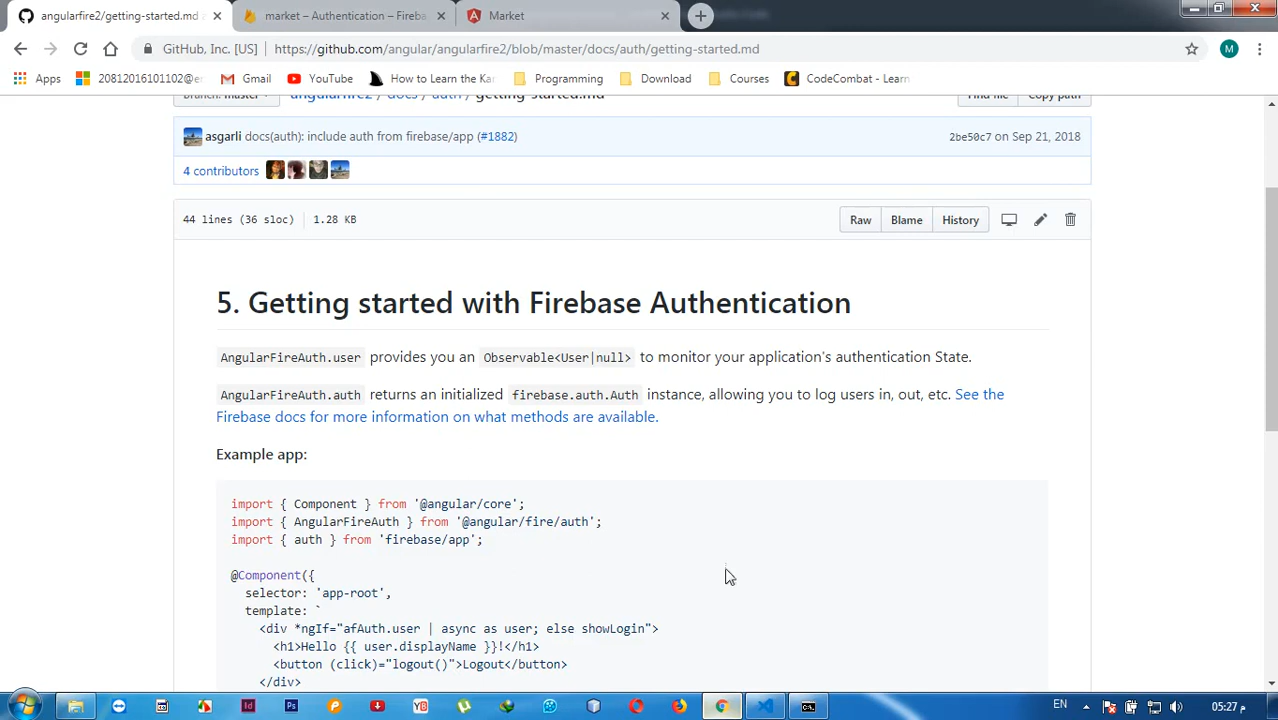 angularfire2/getting-started.md a
market – Authentication – Fireba
Market
GitHub, Inc. [US]
https://github.com/angular/angularfire2/blob/master/docs/auth/getting-started.md
M
Apps
20812016101102@e
Gmail
YouTube
How to Learn the Kar
Programming
Download
Courses
CodeCombat - Learn
Branch: master
angularfire2 / docs / auth / getting-started.md
Find file
Copy path
asgarli docs(auth): include auth from firebase/app (#1882)
2be50c7 on Sep 21, 2018
4 contributors
44 lines (36 sloc)
1.28 KB
Raw
Blame
History
5. Getting started with Firebase Authentication
AngularFireAuth.user provides you an Observable<User|null> to monitor your application's authentication State.
AngularFireAuth.auth returns an initialized firebase.auth.Auth instance, allowing you to log users in, out, etc. See the
Firebase docs for more information on what methods are available.
Example app:
import { Component } from '@angular/core';
import { AngularFireAuth } from '@angular/fire/auth';
import { auth } from 'firebase/app';
@Component({
selector: 'app-root',
template: `
<div *ngIf="afAuth.user | async as user; else showLogin">
<h1>Hello {{ user.displayName }}!</h1>
<button (click)="logout()">Logout</button>
</div>
Id
Ps
YB
EN
05:27 م